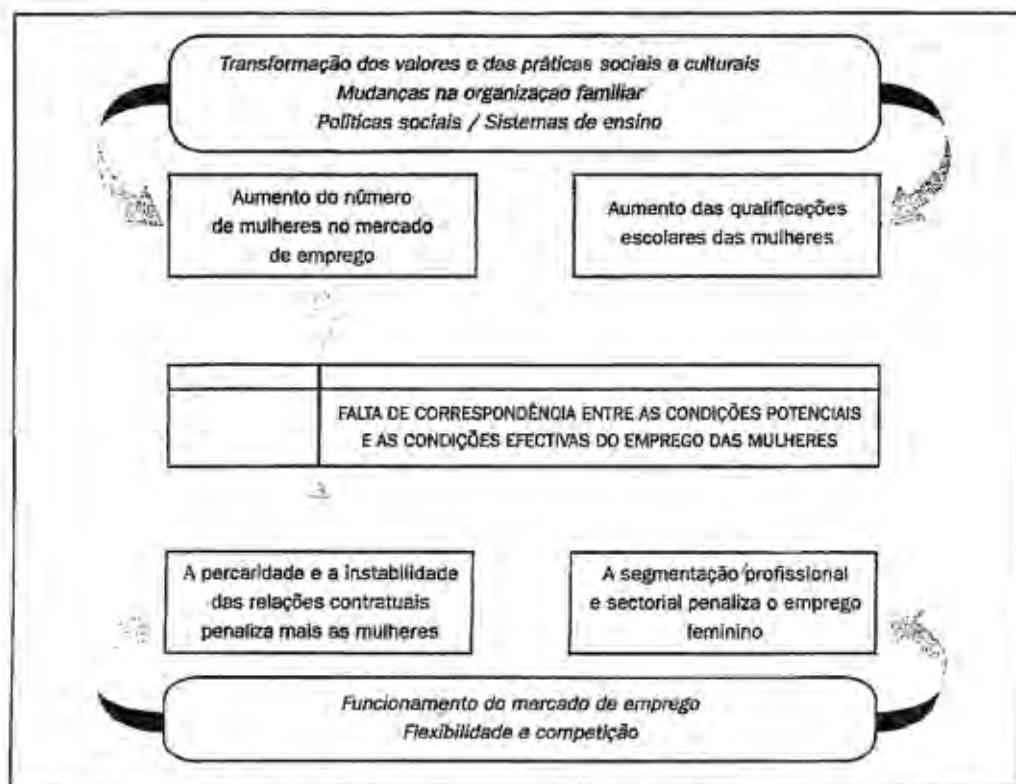 Transformação dos valores e das práticas sociais e culturais
Mudanças na organização familiar
Políticas sociais / Sistemas de ensino
Aumento do número
de mulheres no mercado
de emprego
Aumento das qualificações
escolares das mulheres
FALTA DE CORRESPONDÊNCIA ENTRE AS CONDIÇÕES POTENCIAIS
E AS CONDIÇÕES EFECTIVAS DO EMPREGO DAS MULHERES
A percaridade e a instabilidade
das relações contratuais
penaliza mais as mulheres
A segmentação profissional
e sectorial penaliza o emprego
feminino
Funcionamento do mercado de emprego
Flexibilidade e competição